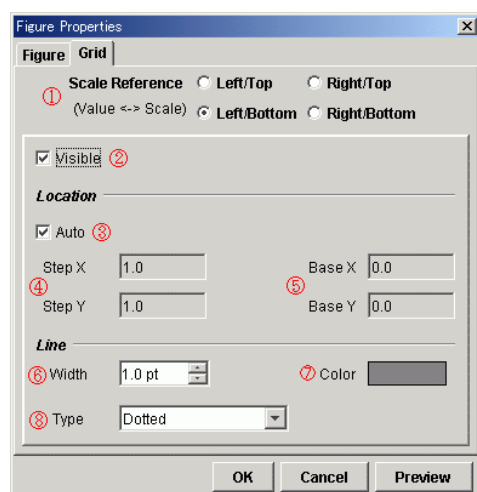 Figure Properties
Figure Grid
① Scale Reference Left/Top Right/Top
(Value <-> Scale) Left/Bottom Right/Bottom
Visible ②
Location
Auto ③
Step X 1.0 Base X 0.0
④ ⑤
Step Y 1.0 Base Y 0.0
Line
⑥ Width 1.0 pt ⑦ Color
⑧ Type Dotted
OK Cancel Preview